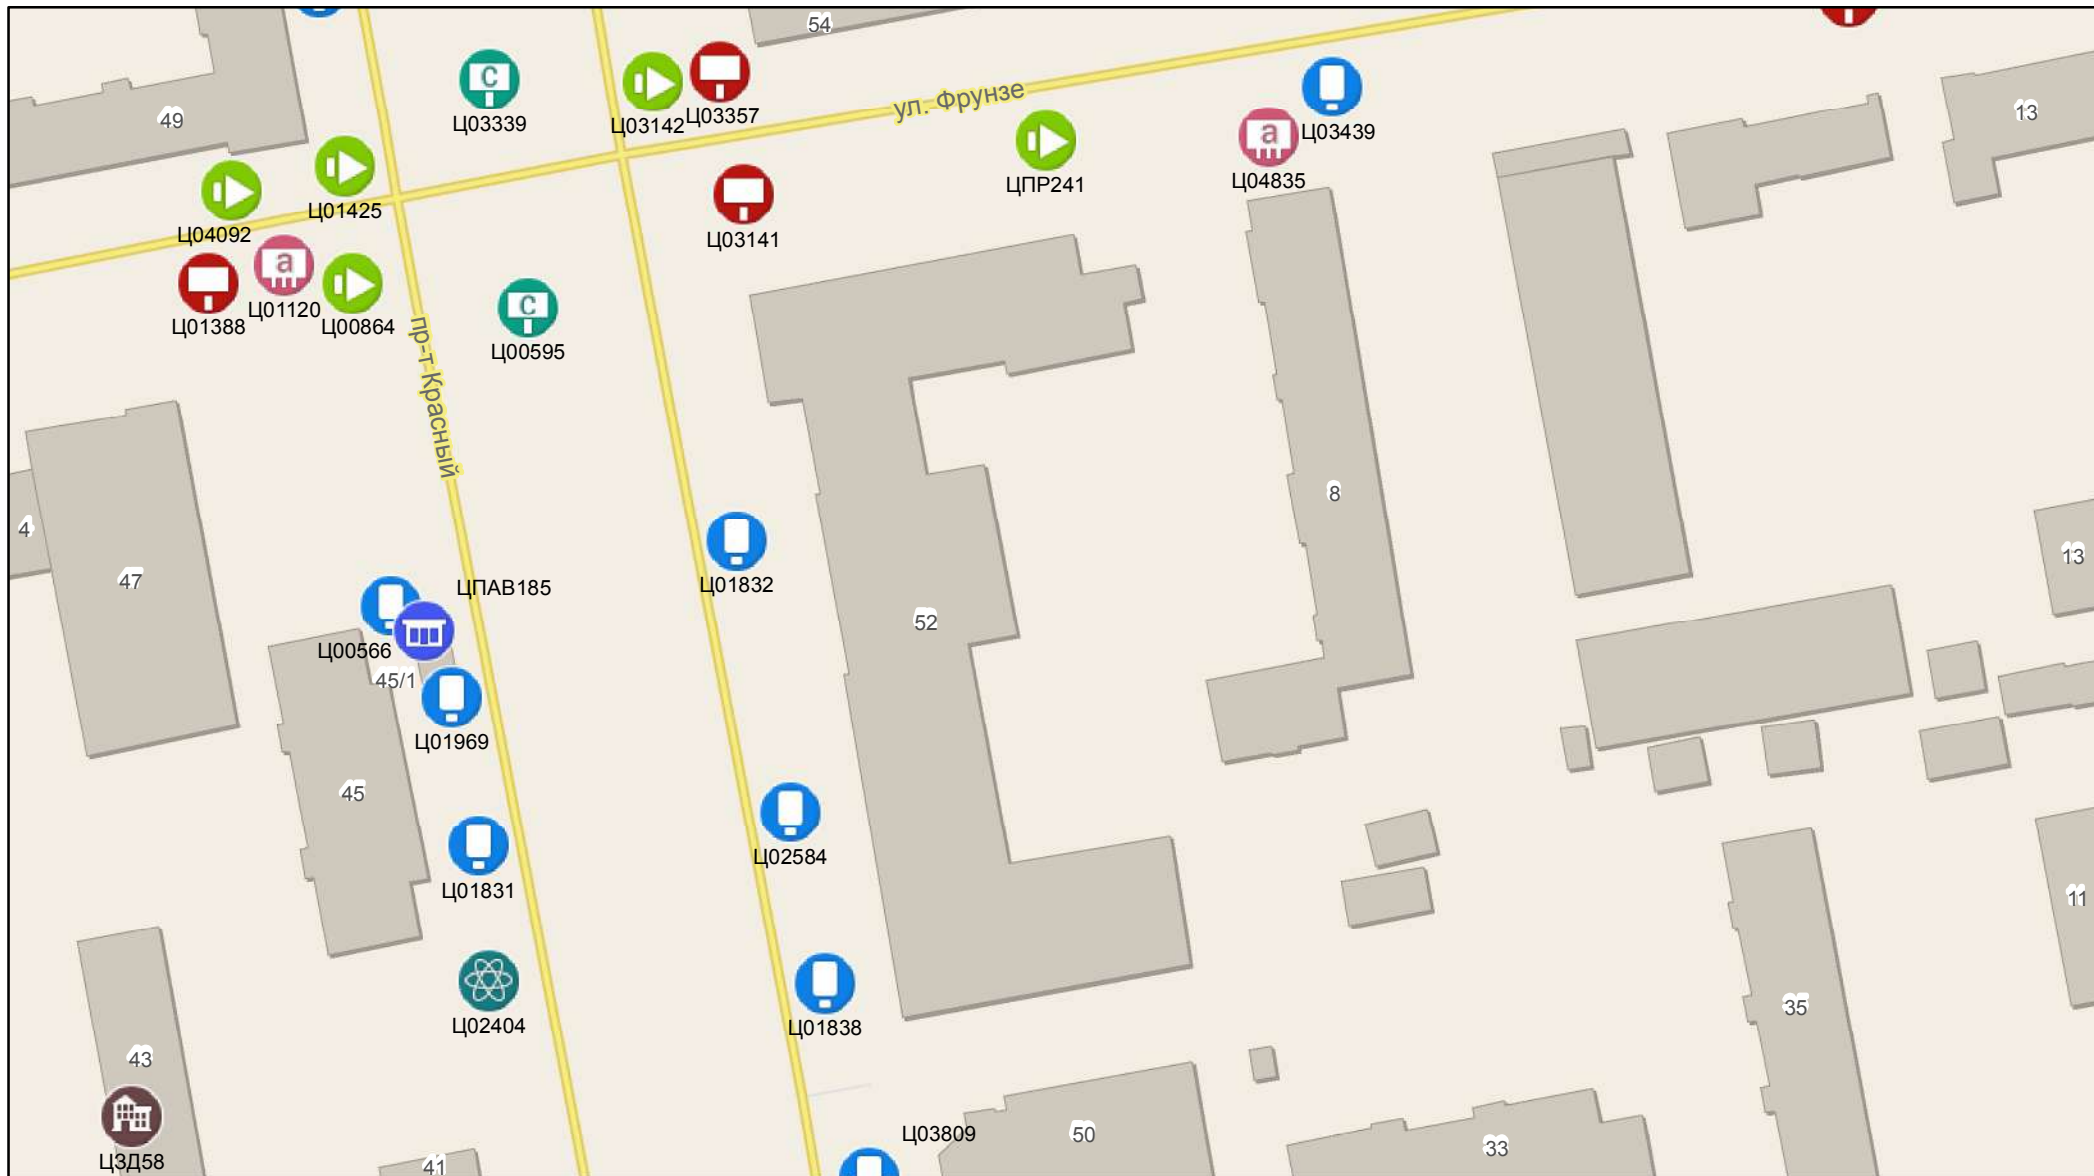 54
ул. Фрунзе
49
13
С
Ц03339
Ц03142
Ц03357
Ц03439
a
Ц04835
ЦПР241
Ц01425
Ц04092
Ц03141
Ц01388
a
Ц01120
Ц00864
С
Ц00595
пр-т Красный
8
4
47
13
ЦПАВ185
Ц01832
Ц00566
45/1
52
Ц01969
45
Ц02584
Ц01831
11
35
Ц02404
Ц01838
43
ЦЗД58
Ц03809
50
33
41